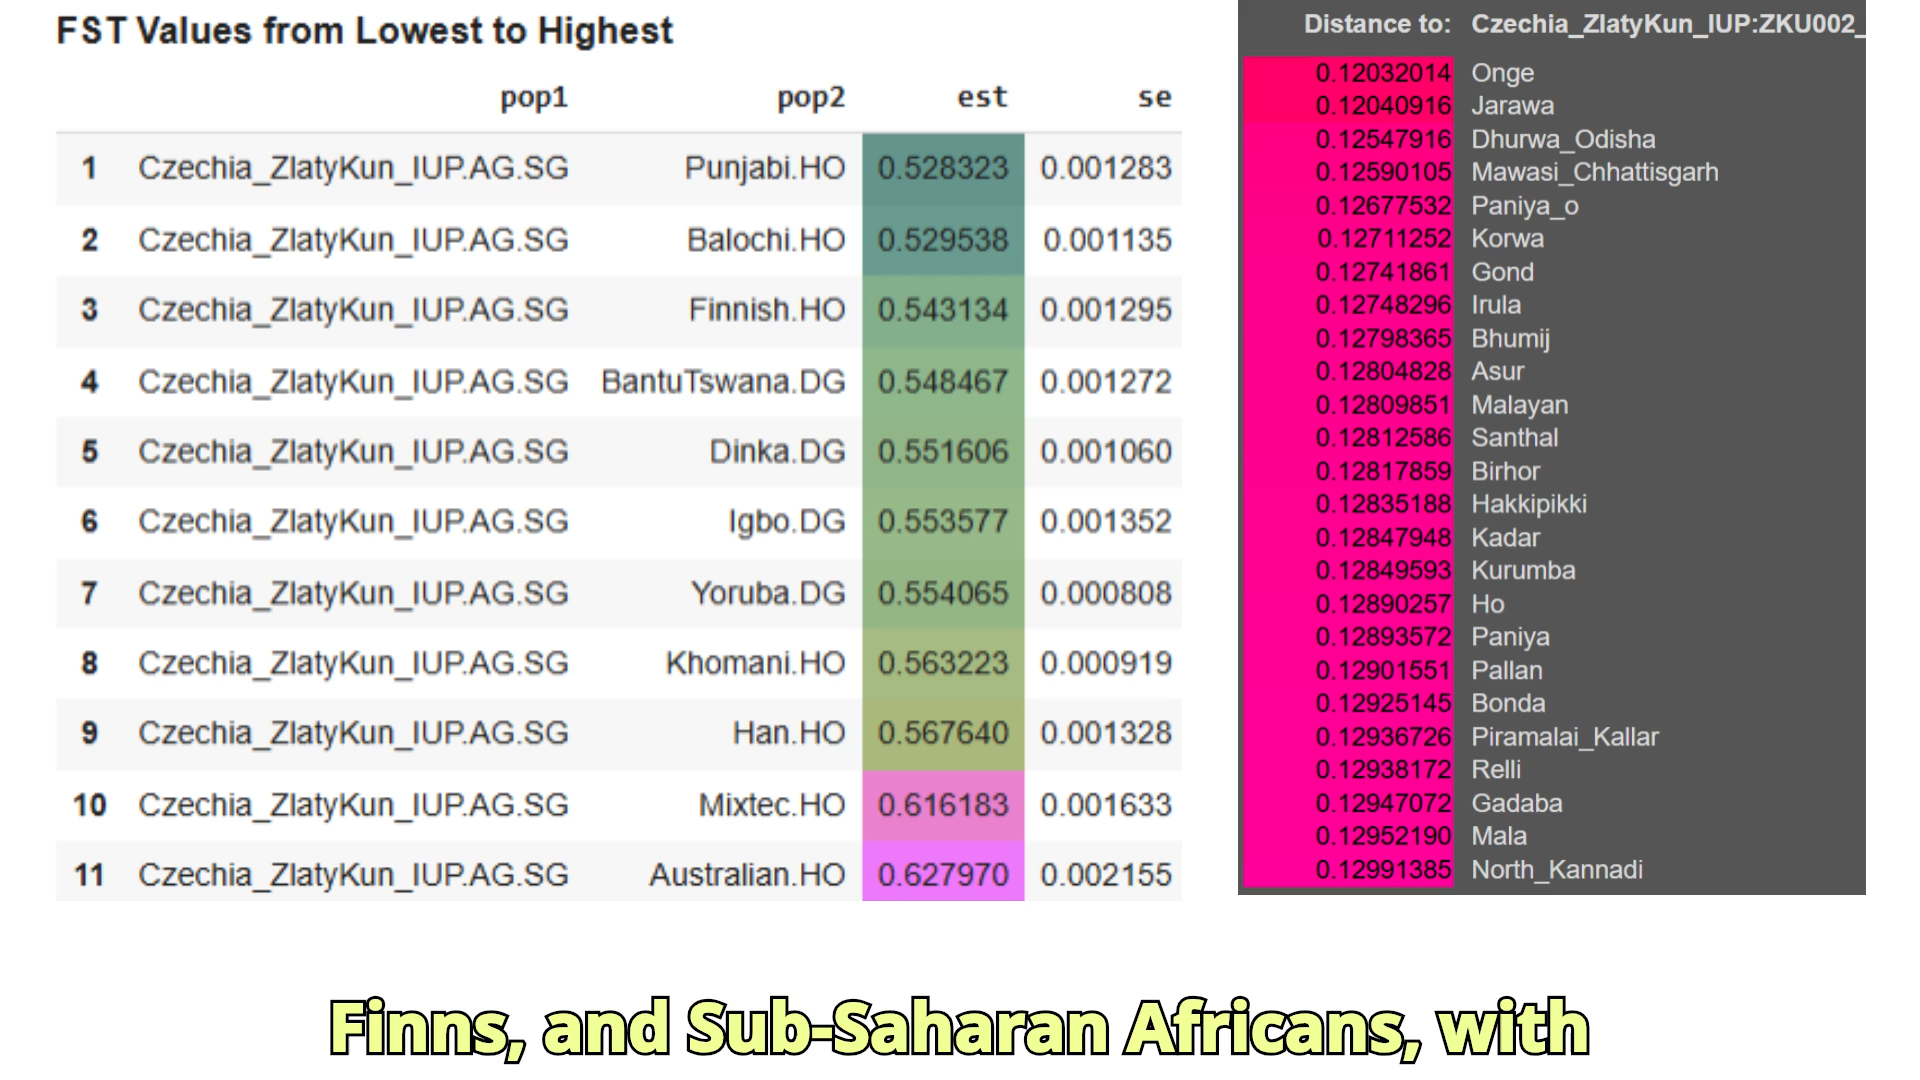 FST Values from Lowest to Highest
pop1 pop2 est se
1 Czechia_ZlatyKun_IUP.AG.SG Punjabi.HO 0.528323 0.001283
2 Czechia_ZlatyKun_IUP.AG.SG Balochi.HO 0.529538 0.001135
3 Czechia_ZlatyKun_IUP.AG.SG Finnish.HO 0.543134 0.001295
4 Czechia_ZlatyKun_IUP.AG.SG BantuTswana.DG 0.548467 0.001272
5 Czechia_ZlatyKun_IUP.AG.SG Dinka.DG 0.551606 0.001060
6 Czechia_ZlatyKun_IUP.AG.SG Igbo.DG 0.553577 0.001352
7 Czechia_ZlatyKun_IUP.AG.SG Yoruba.DG 0.554065 0.000808
8 Czechia_ZlatyKun_IUP.AG.SG Khomani.HO 0.563223 0.000919
9 Czechia_ZlatyKun_IUP.AG.SG Han.HO 0.567640 0.001328
10 Czechia_ZlatyKun_IUP.AG.SG Mixtec.HO 0.616183 0.001633
11 Czechia_ZlatyKun_IUP.AG.SG Australian.HO 0.627970 0.002155
Distance to: Czechia_ZlatyKun_IUP:ZKU002_
0.12032014 Onge
0.12040916 Jarawa
0.12547916 Dhurwa_Odisha
0.12590105 Mawasi_Chhattisgarh
0.12677532 Paniya_o
0.12711252 Korwa
0.12741861 Gond
0.12748296 Irula
0.12798365 Bhumij
0.12804828 Asur
0.12809851 Malayan
0.12812586 Santhal
0.12817859 Birhor
0.12835188 Hakkipikki
0.12847948 Kadar
0.12849593 Kurumba
0.12890257 Ho
0.12893572 Paniya
0.12901551 Pallan
0.12925145 Bonda
0.12936726 Piramalai_Kallar
0.12938172 Relli
0.12947072 Gadaba
0.12952190 Mala
0.12991385 North_Kannadi
Finns, and Sub-Saharan Africans, with